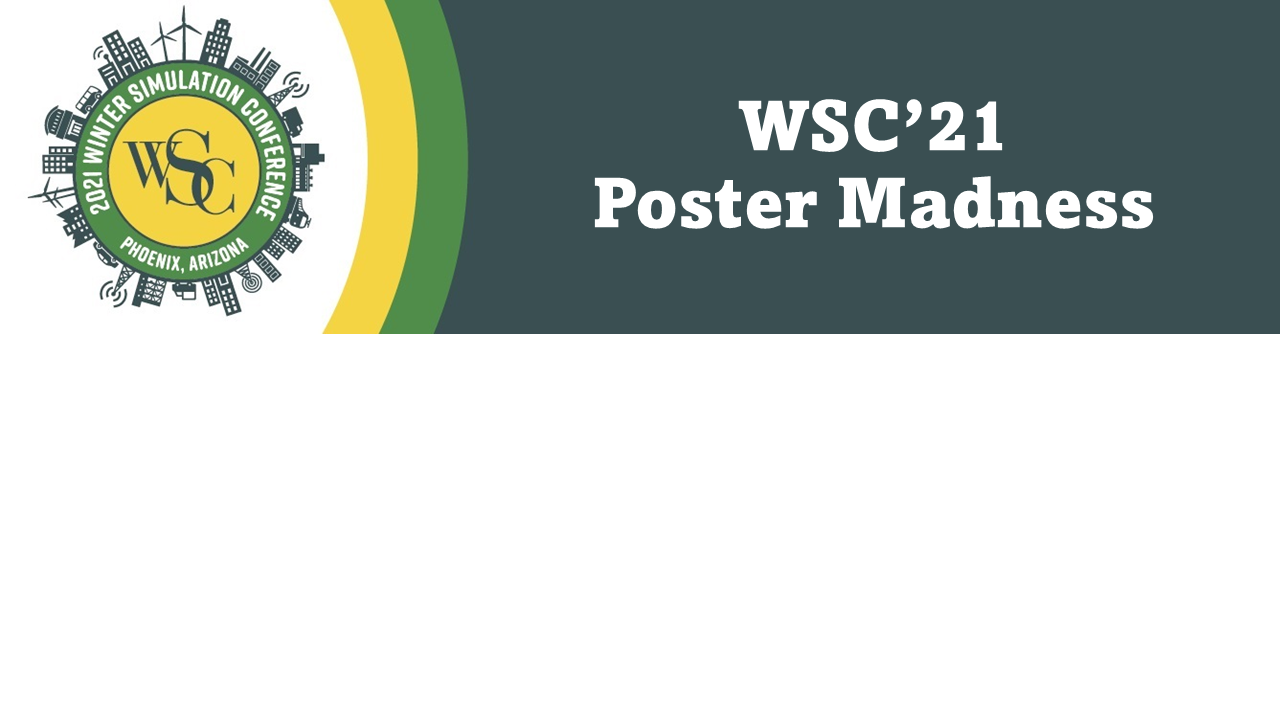 2021 WINTER SIMULATION CONFERENCE
WSC
PHOENIX, ARIZONA
WSC’21
Poster Madness